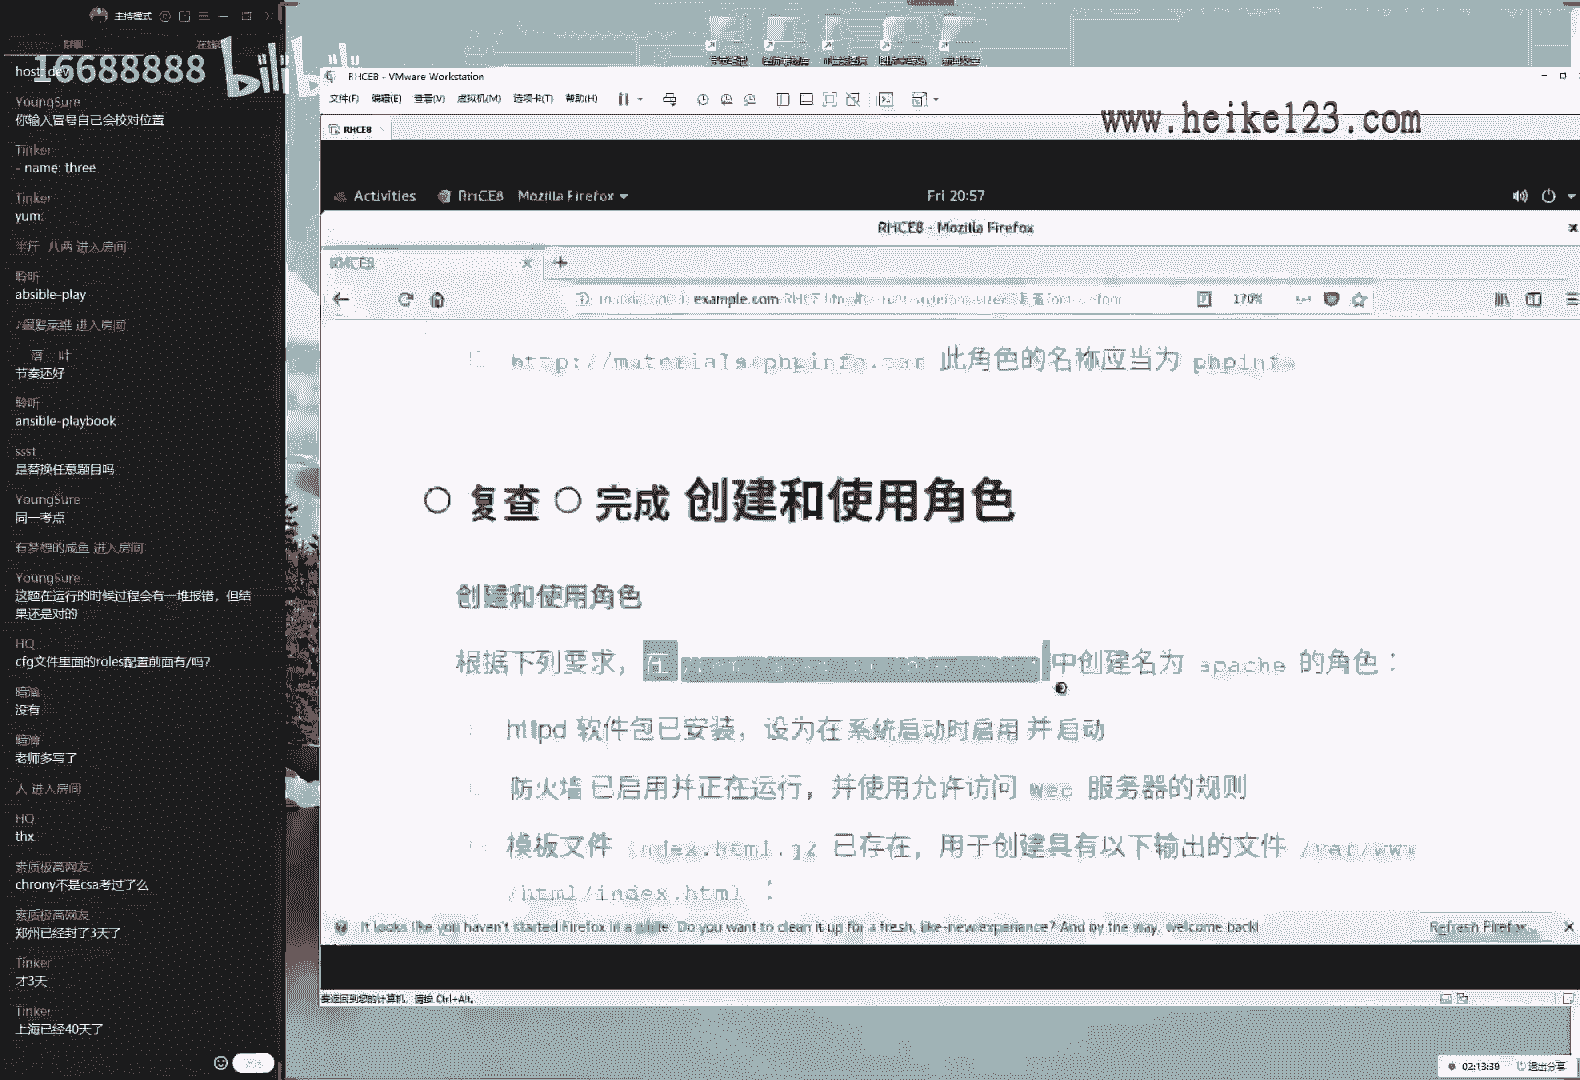 主持模式
16688888
bilibili
host: dev
YoungSure
你输入冒号自己会校对位置
Tinker
- name: three
Tinker
yum:
半斤 八两 进入房间
聆听
absible-play
进入房间
节奏还好
聆听
ansible-playbook
ssst
是替换任意题目吗
YoungSure
同一考点
有梦想的咸鱼 进入房间
YoungSure
这题在运行的时候过程会有一堆报错，但结
果还是对的
HQ
cfg文件里面的roles配置前面有/吗?
没有
老师多写了
人 进入房间
HQ
thx
素质极高网友
chrony不是csa考过了么
素质极高网友
郑州已经封了3天了
Tinker
才3天
Tinker
上海已经40天了
RHCE8 - VMware Workstation
文件(F) 编辑(E) 查看(V) 虚拟机(M) 选项卡(T) 帮助(H)
www.heike123.com
RHCE8
Activities RHCE8 Mozilla Firefox Fri 20:57
RHCE8 - Mozilla Firefox
RHCE8
example.com 170%
http://materials/phpinfo.tar 此角色的名称应当为 phpinfo
复查 完成 创建和使用角色
创建和使用角色
根据下列要求，在 中创建名为 apache 的角色：
httpd 软件包已安装，设为在系统启动时启用并启动
防火墙 已启用并正在运行，并使用允许访问 web 服务器的规则
模板文件 index.html.j2 已存在，用于创建具有以下输出的文件 /var/www
/html/index.html ：
It looks like you haven't started Firefox in a while. Do you want to clean it up for a fresh, like-new experience? And by the way, welcome back! Refresh Firefox...
要返回到您的计算机，请按 Ctrl+Alt。
02:13:39 退出分享